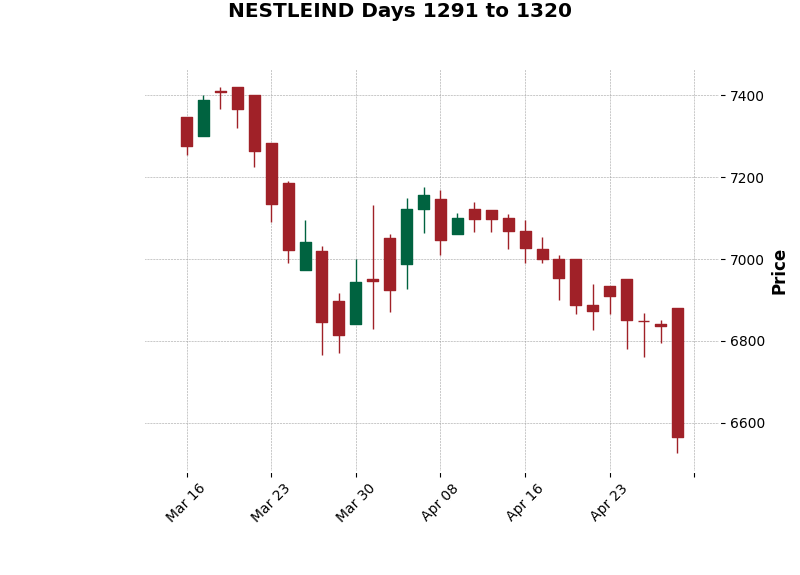 NESTLEIND Days 1291 to 1320
7400
7200
7000
6800
6600
Price
Mar 16
Mar 23
Mar 30
Apr 08
Apr 16
Apr 23